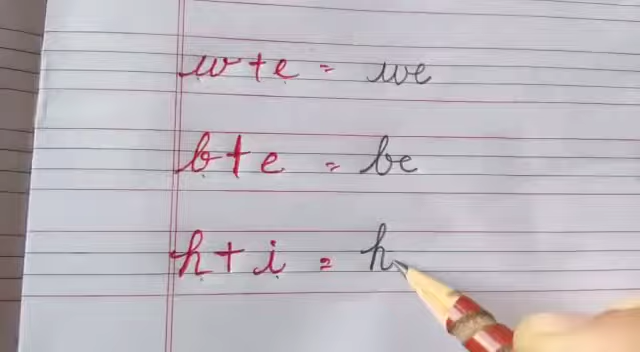 w + e = we
b + e = be
h + i = h